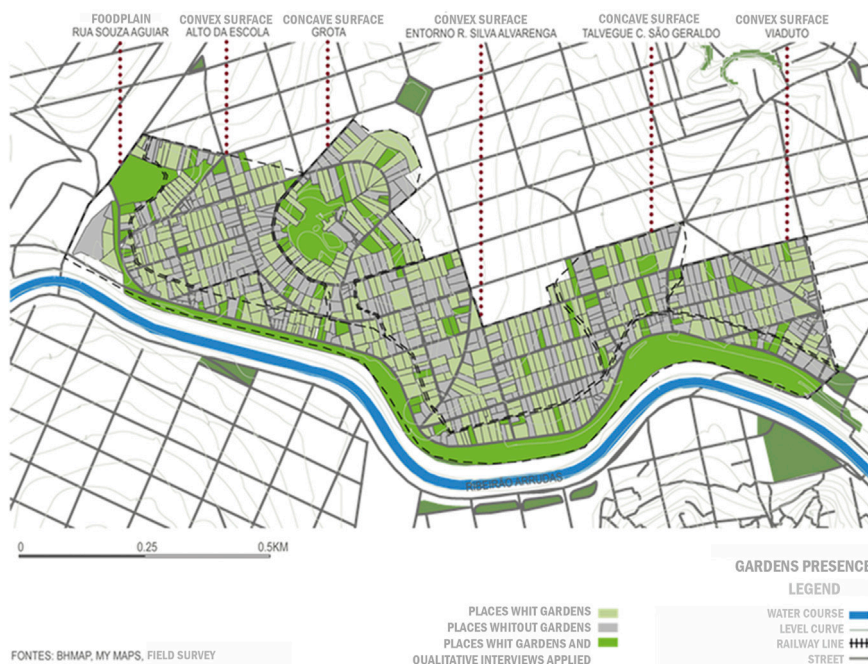 FOODPLAIN
RUA SOUZA AGUIAR
CONVEX SURFACE
ALTO DA ESCOLA
CONCAVE SURFACE
GROTA
CONVEX SURFACE
ENTORNO R. SILVA ALVARENGA
CONCAVE SURFACE
TALVEGUE C. SÃO GERALDO
CONVEX SURFACE
VIADUTO
RIBEIRÃO ARRUDAS
0 0.25 0.5KM
GARDENS PRESENCE
LEGEND
PLACES WHIT GARDENS
PLACES WHITOUT GARDENS
PLACES WHIT GARDENS AND
QUALITATIVE INTERVIEWS APPLIED
WATER COURSE
LEVEL CURVE
RAILWAY LINE
STREET
FONTES: BHMAP, MY MAPS, FIELD SURVEY